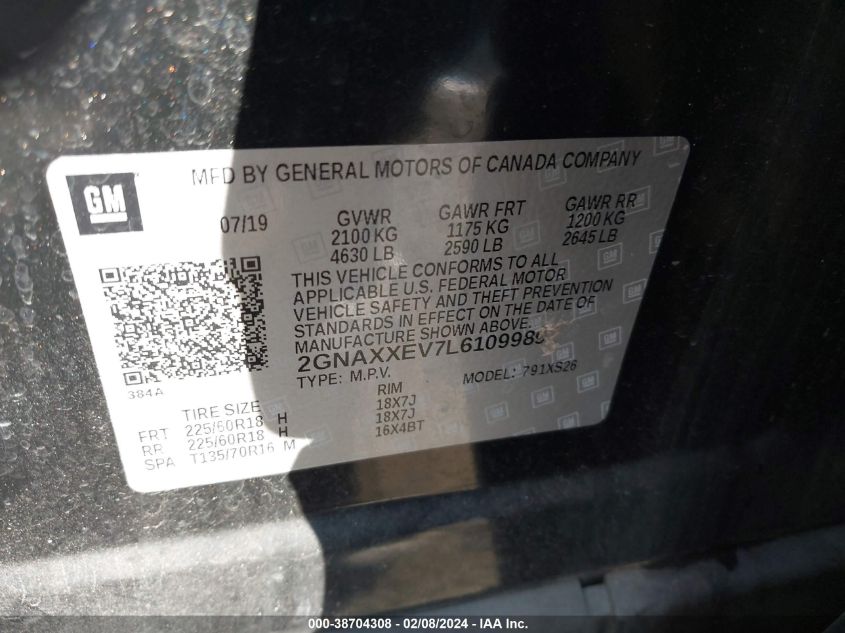 GM
MFD BY GENERAL MOTORS OF CANADA COMPANY
07/19
GVWR
2100 KG
4630 LB
GAWR FRT
1175 KG
2590 LB
GAWR RR
1200 KG
2645 LB
THIS VEHICLE CONFORMS TO ALL
APPLICABLE U.S. FEDERAL MOTOR
VEHICLE SAFETY AND THEFT PREVENTION
STANDARDS IN EFFECT ON THE DATE OF
MANUFACTURE SHOWN ABOVE.
2GNAXXEV7L6109989
TYPE: M.P.V.
MODEL: 791XS26
384A
TIRE SIZE
RIM
FRT 225/60R18 H 18X7J
RR 225/60R18 H 18X7J
SPA T135/70R16 M 16X4BT
000-38704308 - 02/08/2024 - IAA Inc.